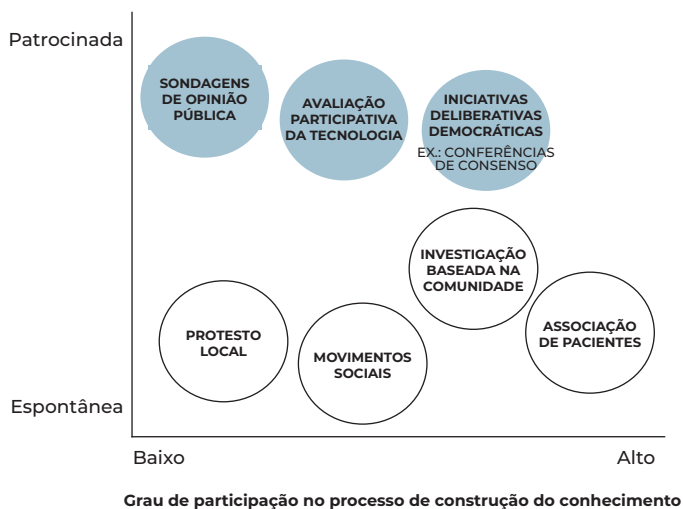 Patrocinada
SONDAGENS
DE OPINIÃO
PÚBLICA
AVALIAÇÃO
PARTICIPATIVA
DA TECNOLOGIA
INICIATIVAS
DELIBERATIVAS
DEMOCRÁTICAS
EX.: CONFERÊNCIAS
DE CONSENSO
INVESTIGAÇÃO
BASEADA NA
COMUNIDADE
PROTESTO
LOCAL
MOVIMENTOS
SOCIAIS
ASSOCIAÇÃO
DE PACIENTES
Espontânea
Baixo
Alto
Grau de participação no processo de construção do conhecimento